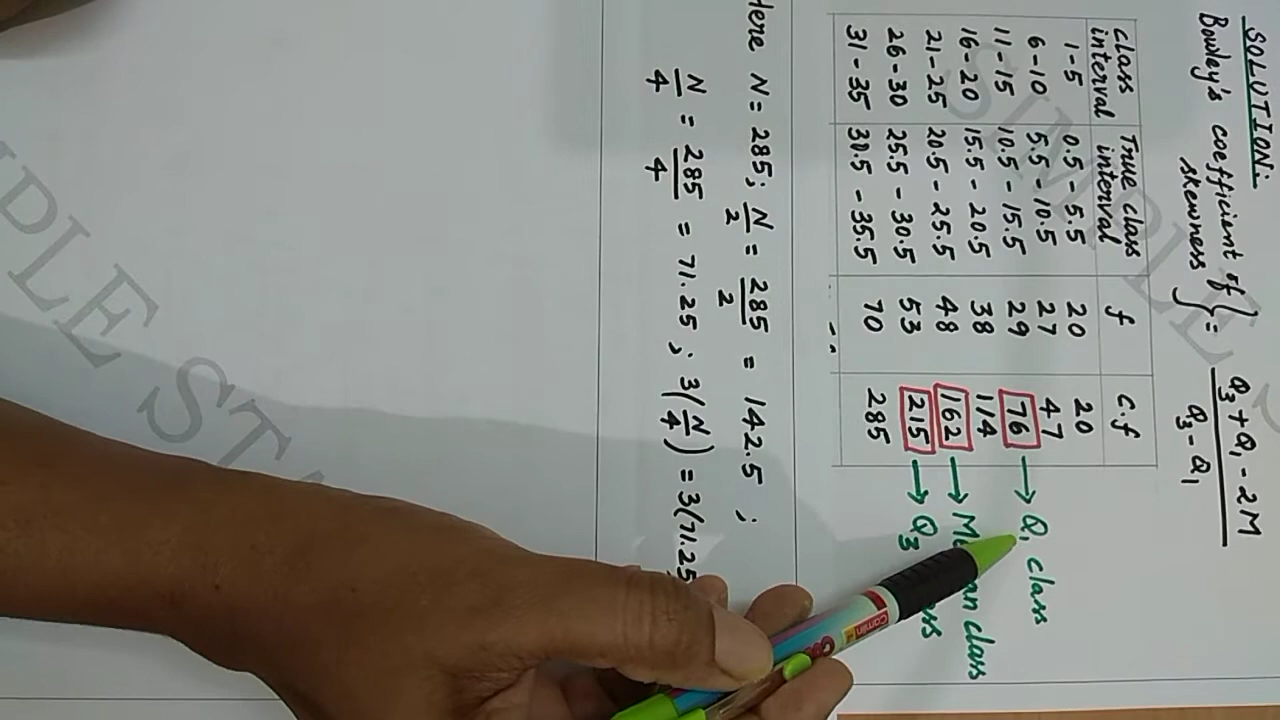 SOLUTION:-
Bowley's coefficient of skewness } = Q₃ + Q₁ - 2M / Q₃ - Q₁
class interval True class interval f c.f
1-5 0.5 - 5.5 20 20
6-10 5.5 - 10.5 27 47
11-15 10.5 - 15.5 29 76 → Q₁ class
16-20 15.5 - 20.5 38 114
21-25 20.5 - 25.5 48 162 → class
26-30 25.5 - 30.5 53 215 → Q₃
31-35 30.5 - 35.5 70 285
Here N = 285; N/2 = 285/2 = 142.5 ;
N/4 = 285/4 = 71.25 ; 3(N/4) = 3(71.25
SIMPLE